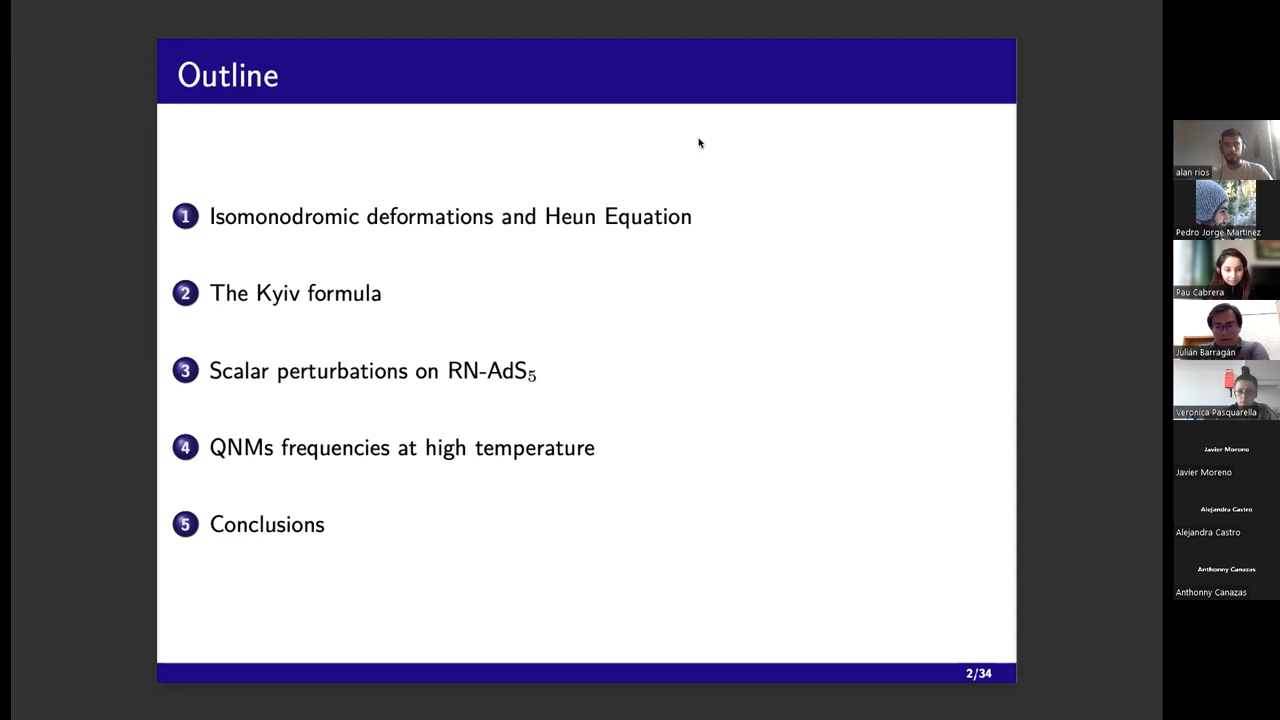 Outline
1 Isomonodromic deformations and Heun Equation
2 The Kyiv formula
3 Scalar perturbations on RN-AdS₅
4 QNMs frequencies at high temperature
5 Conclusions
2/34
alan rios
Pedro Jorge Martinez
Pau Cabrera
Julián Barragán
Veronica Pasquarella
Javier Moreno
Javier Moreno
Alejandra Castro
Alejandra Castro
Anthonny Canazas
Anthonny Canazas